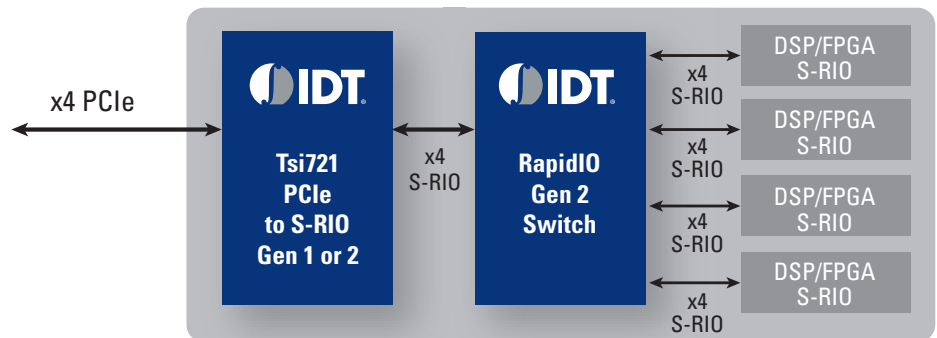 x4 PCIe
IDT.
Tsi721
PCIe
to S-RIO
Gen 1 or 2
x4
S-RIO
IDT.
RapidIO
Gen 2
Switch
x4
S-RIO
DSP/FPGA
S-RIO
x4
S-RIO
DSP/FPGA
S-RIO
x4
S-RIO
DSP/FPGA
S-RIO
x4
S-RIO
DSP/FPGA
S-RIO